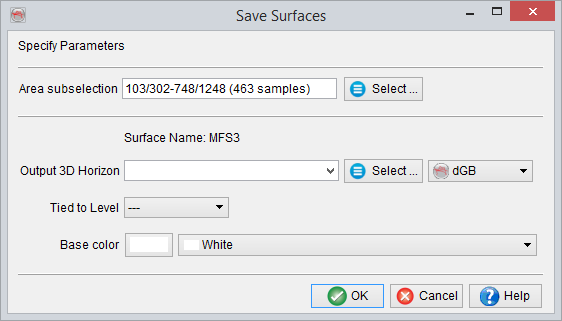 Save Surfaces
Specify Parameters
Area subselection 103/302-748/1248 (463 samples) Select ...
Surface Name: MFS3
Output 3D Horizon Select ... dGB
Tied to Level ---
Base color White
OK Cancel Help